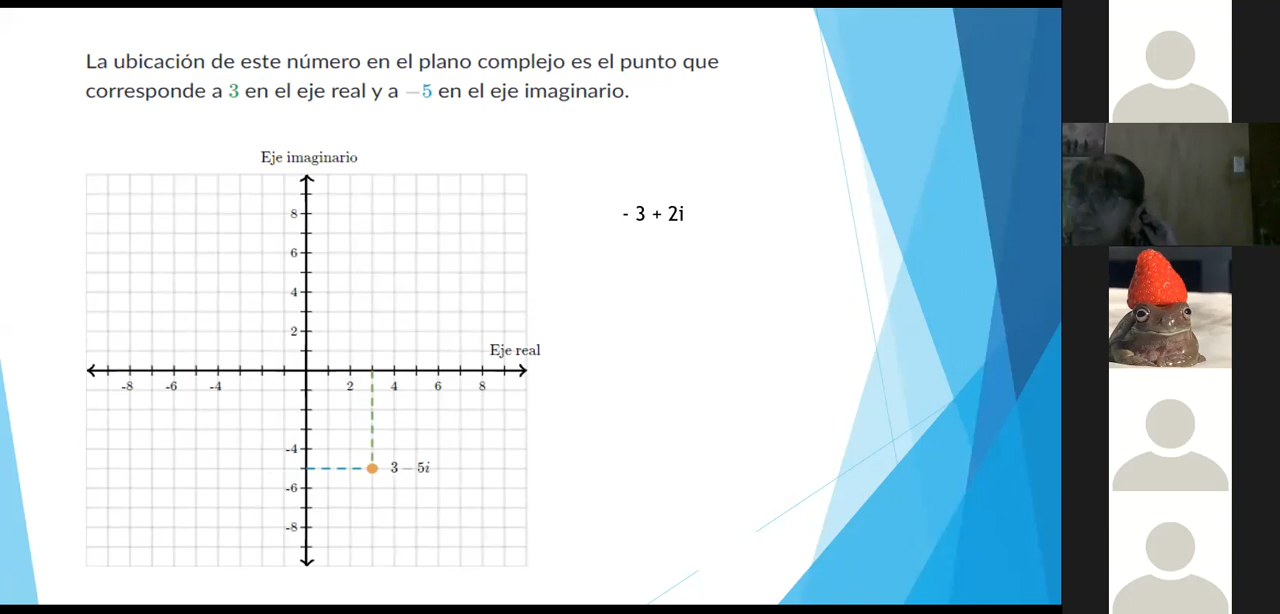 La ubicación de este número en el plano complejo es el punto que
corresponde a 3 en el eje real y a −5 en el eje imaginario.
Eje imaginario
- 3 + 2i
8
6
4
2
Eje real
-8 -6 -4 2 4 6 8
-4
3 − 5i
-6
-8